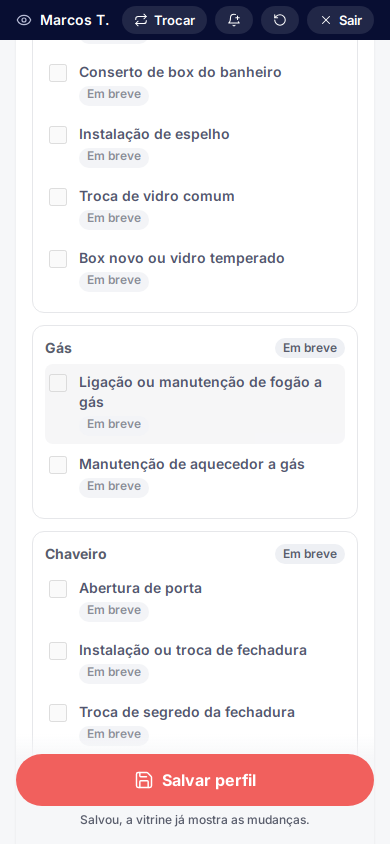 Marcos T. Trocar Sair
Conserto de box do banheiro
Em breve
Instalação de espelho
Em breve
Troca de vidro comum
Em breve
Box novo ou vidro temperado
Em breve
Gás Em breve
Ligação ou manutenção de fogão a
gás
Em breve
Manutenção de aquecedor a gás
Em breve
Chaveiro Em breve
Abertura de porta
Em breve
Instalação ou troca de fechadura
Em breve
Troca de segredo da fechadura
Em breve
Salvar perfil
Salvou, a vitrine já mostra as mudanças.